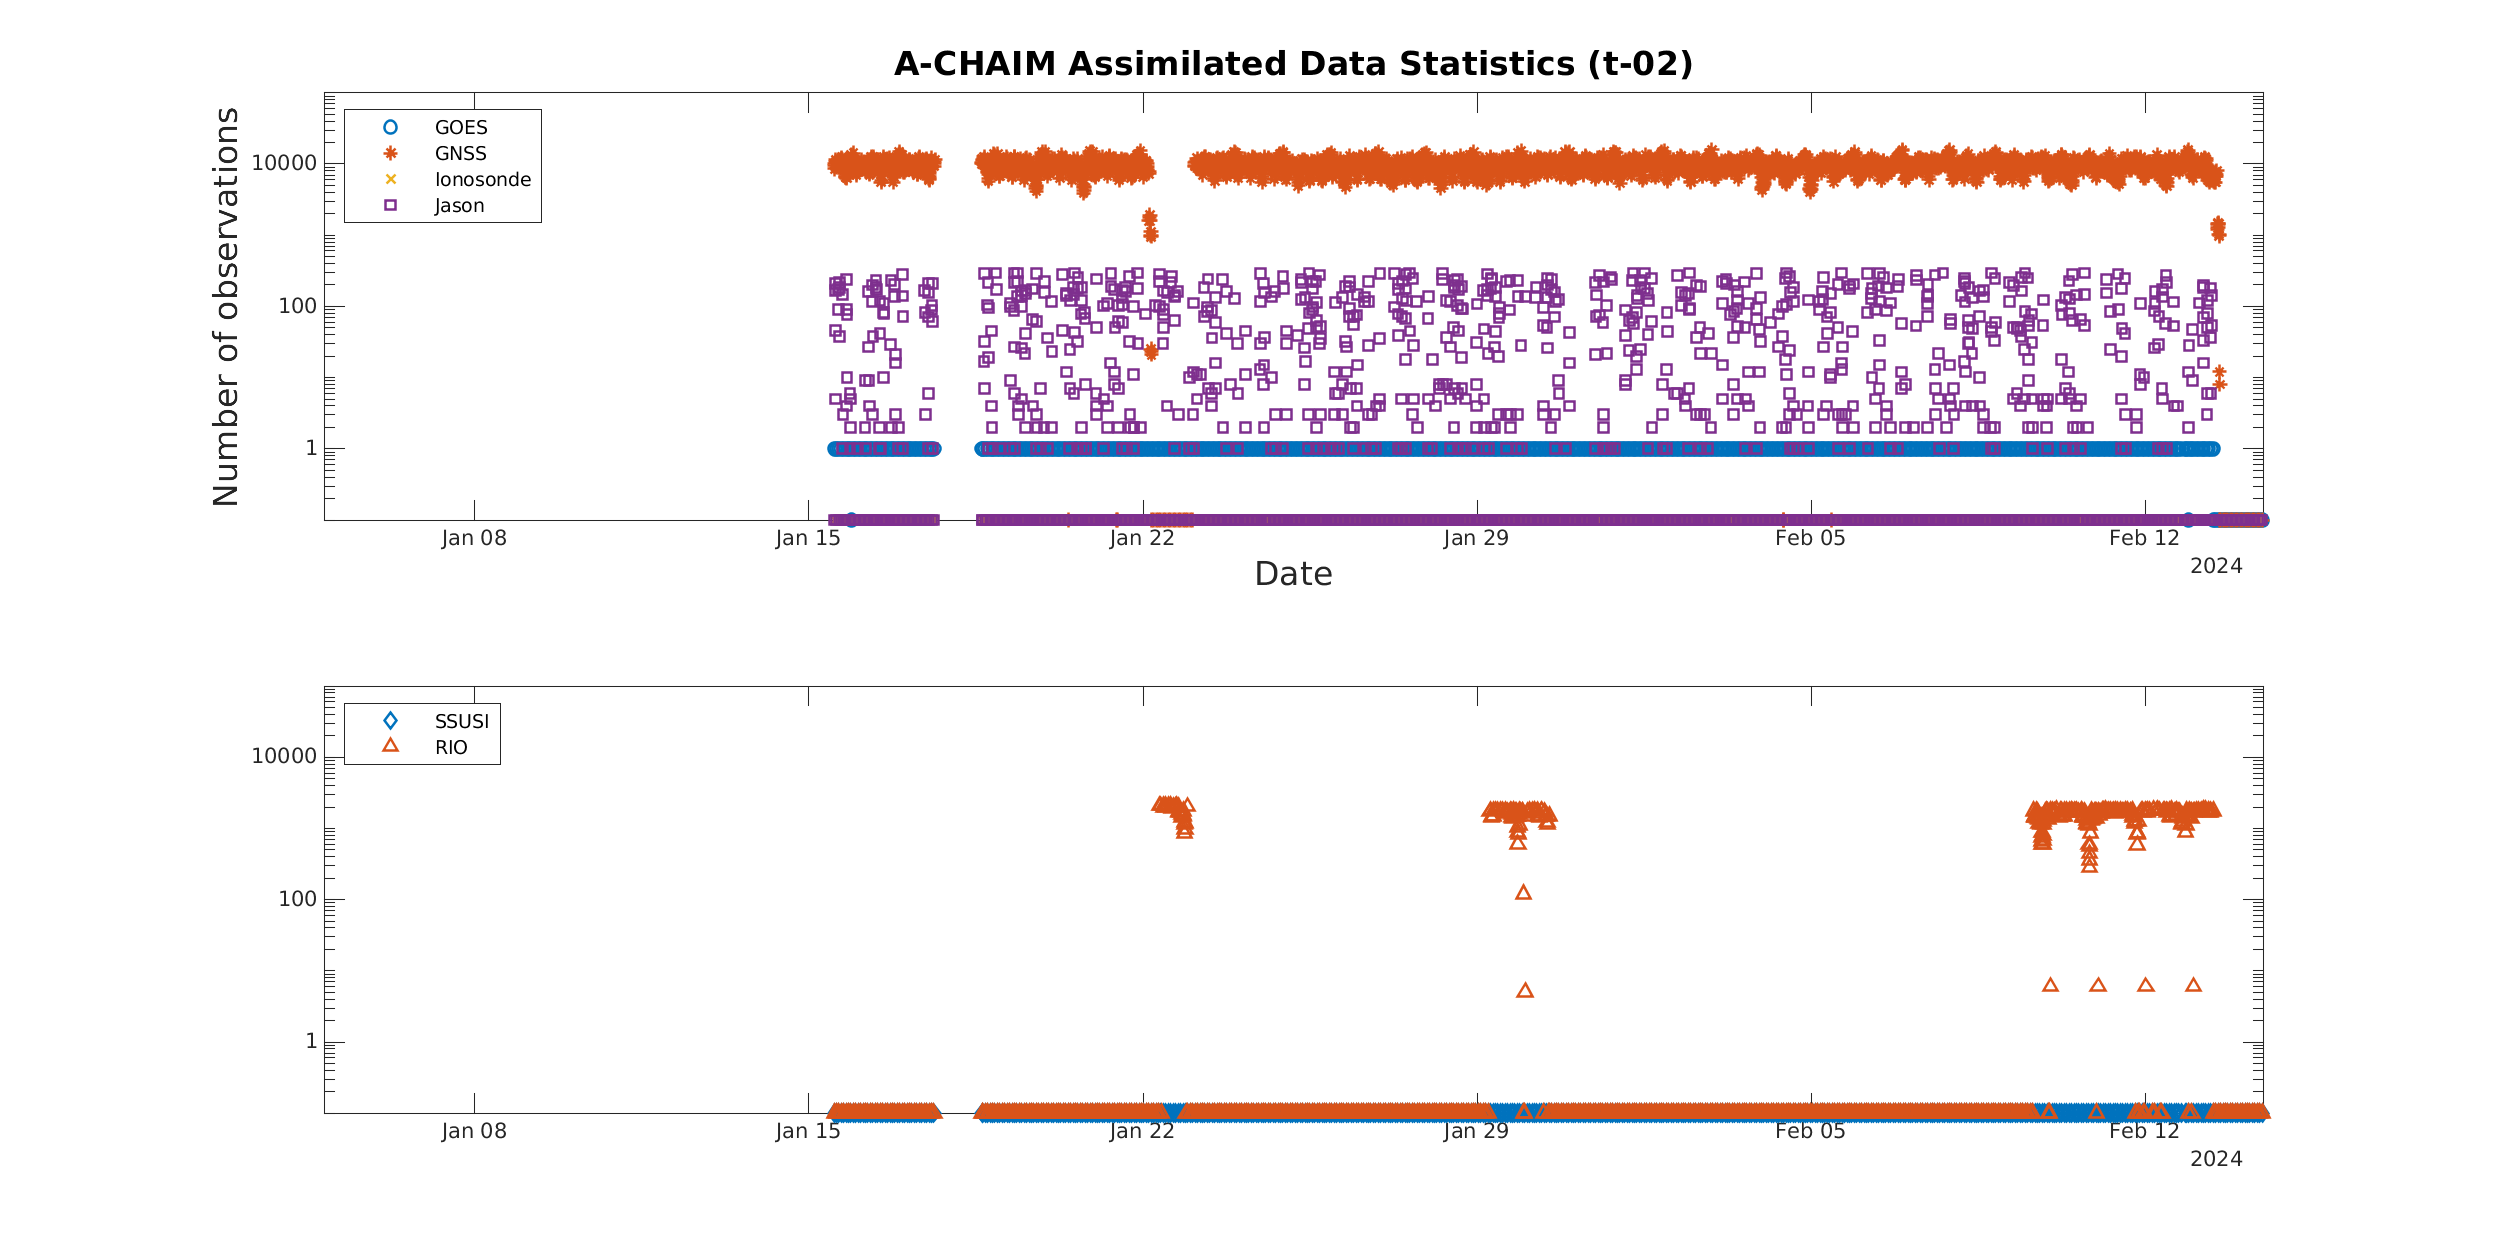 A-CHAIM Assimilated Data Statistics (t-02)
Number of observations
10000
100
1
GOES
GNSS
Ionosonde
Jason
Jan 08
Jan 15
Jan 22
Jan 29
Feb 05
Feb 12
2024
Date
10000
100
1
SSUSI
RIO
Jan 08
Jan 15
Jan 22
Jan 29
Feb 05
Feb 12
2024